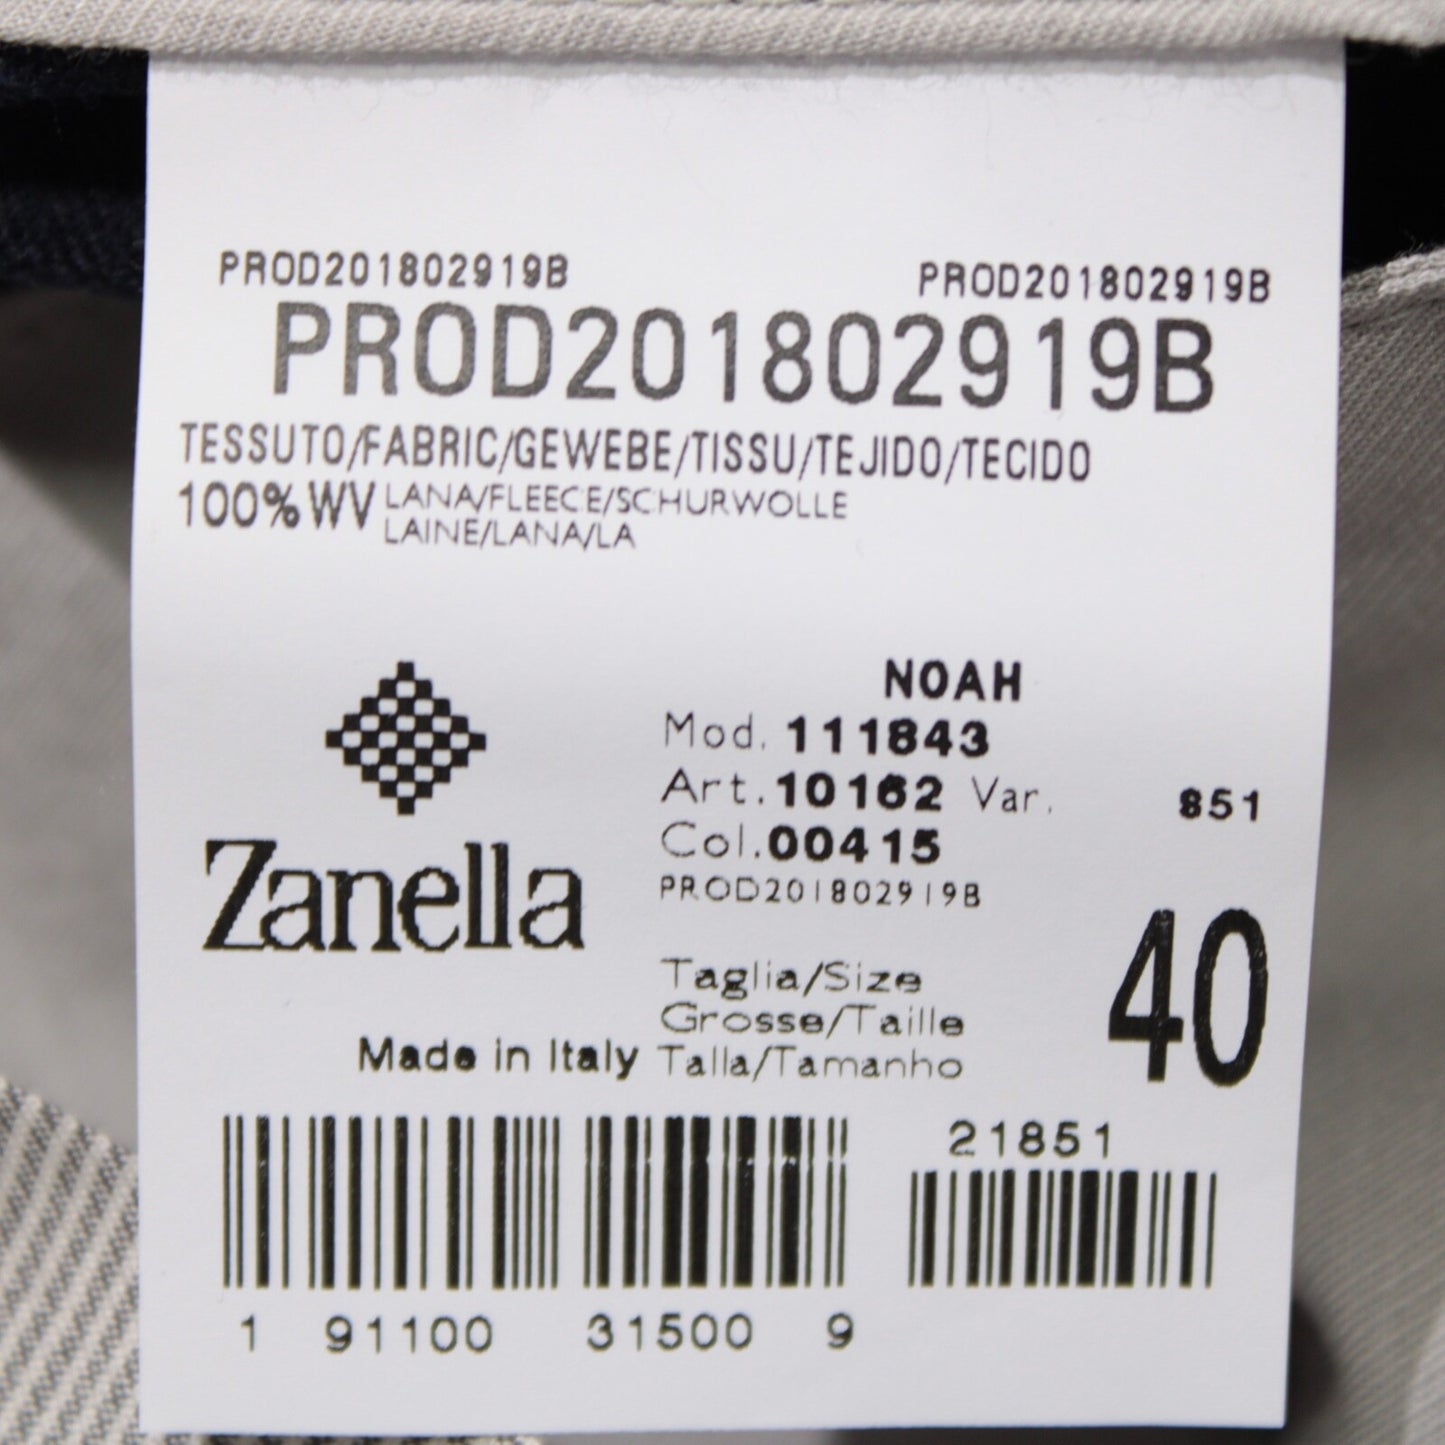 PROD201802919B PROD201802919B
PROD201802919B
TESSUTO/FABRIC/GEWEBE/TISSU/TEJIDO/TECIDO
100% WV LANA/FLEECE/SCHURWOLLE
LAINE/LANA/LA
NOAH
Mod. 111843
Art. 10162 Var. 851
Col. 00415
PROD201802919B
Zanella
Taglia/Size
Grosse/Taille
Talla/Tamanho
40
Made in Italy
21851
1 91100 31500 9